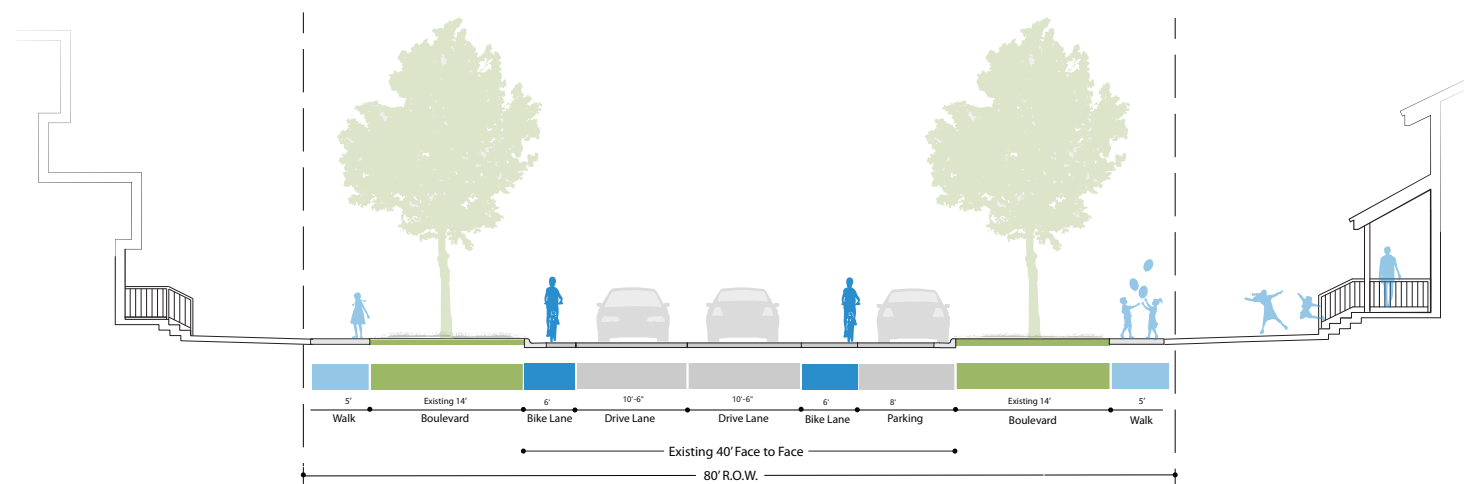 5' Existing 14' 6' 10'-6" 10'-6" 6' 8' Existing 14' 5'
Walk Boulevard Bike Lane Drive Lane Drive Lane Bike Lane Parking Boulevard Walk
Existing 40' Face to Face
80' R.O.W.